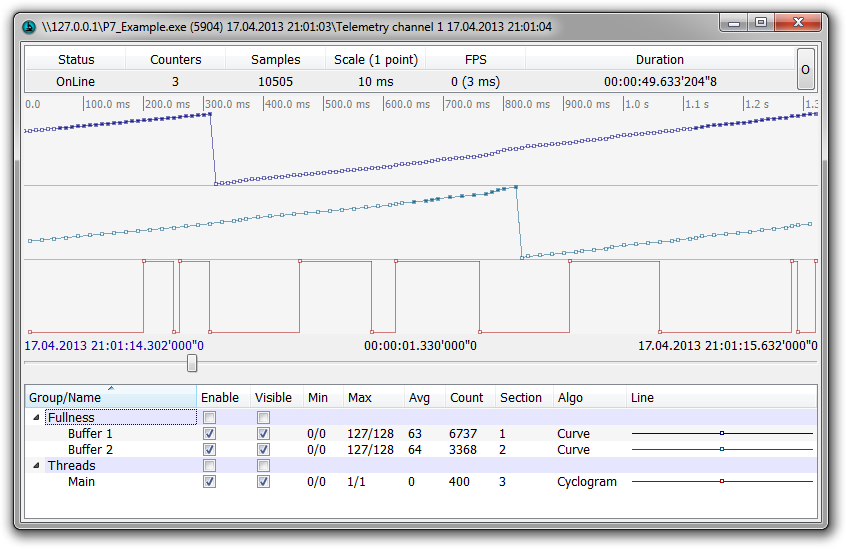 \\127.0.0.1\P7_Example.exe (5904) 17.04.2013 21:01:03\Telemetry channel 1 17.04.2013 21:01:04
Status Counters Samples Scale (1 point) FPS Duration
OnLine 3 10505 10 ms 0 (3 ms) 00:00:49.633'204"8
O
0.0 100.0 ms 200.0 ms 300.0 ms 400.0 ms 500.0 ms 600.0 ms 700.0 ms 800.0 ms 900.0 ms 1.0 s 1.1 s 1.2 s 1.3
17.04.2013 21:01:14.302'000"0 00:00:01.330'000"0 17.04.2013 21:01:15.632'000"0
Group/Name Enable Visible Min Max Avg Count Section Algo Line
Fullness
Buffer 1 0/0 127/128 63 6737 1 Curve
Buffer 2 0/0 127/128 64 3368 2 Curve
Threads
Main 0/0 1/1 0 400 3 Cyclogram